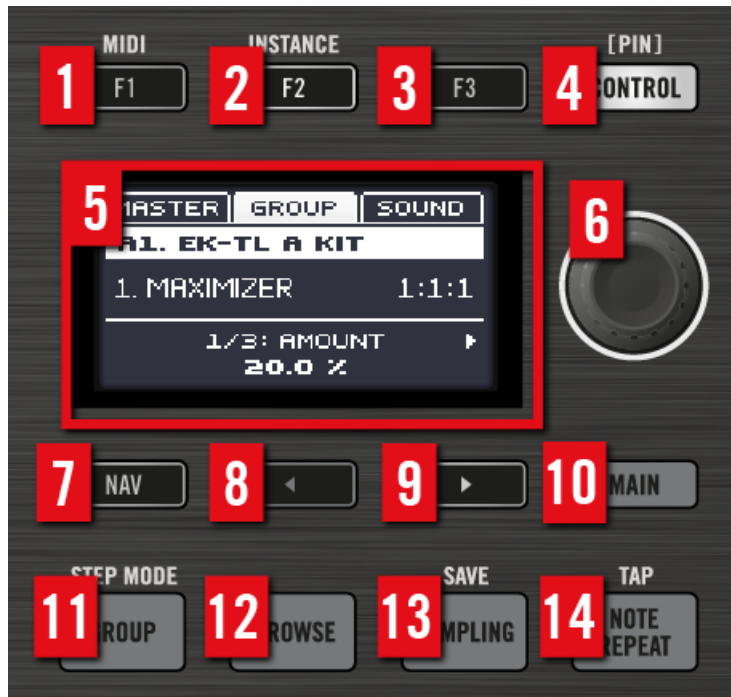 MIDI INSTANCE [PIN]
1 F1 2 F2 3 F3 4 ONTROL
5 MASTER GROUP SOUND
A1. EK-TL A KIT
6
1. MAXIMIZER 1:1:1
1/3: AMOUNT
20.0 %
7 NAV 8 9 10 MAIN
STEP MODE SAVE TAP
11 GROUP 12 ROWSE 13 MPLING 14 NOTE
REPEAT